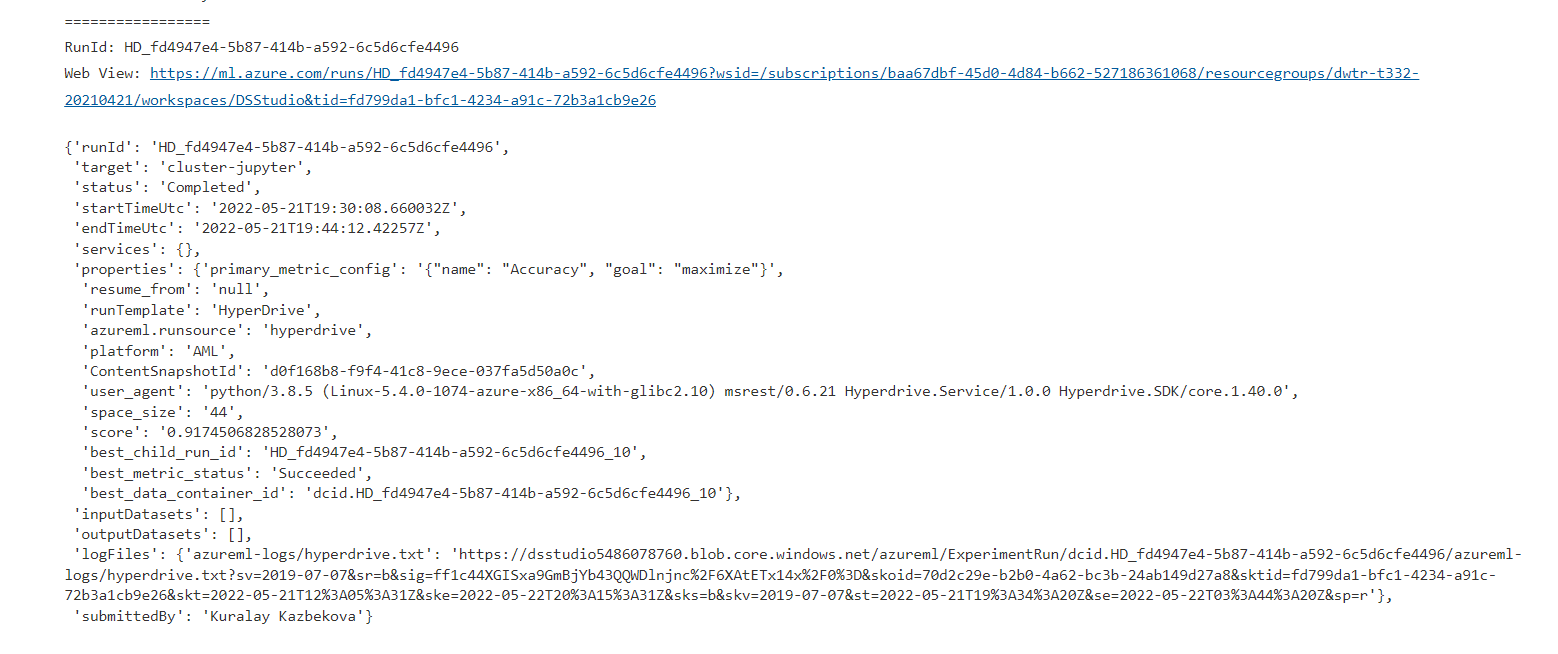 =================
RunId: HD_fd4947e4-5b87-414b-a592-6c5d6cfe4496
Web View: https://ml.azure.com/runs/HD_fd4947e4-5b87-414b-a592-6c5d6cfe4496?wsid=/subscriptions/baa67dbf-45d0-4d84-b662-527186361068/resourcegroups/dwtr-t332-
20210421/workspaces/DSStudio&tid=fd799da1-bfc1-4234-a91c-72b3a1cb9e26
{'runId': 'HD_fd4947e4-5b87-414b-a592-6c5d6cfe4496',
 'target': 'cluster-jupyter',
 'status': 'Completed',
 'startTimeUtc': '2022-05-21T19:30:08.660032Z',
 'endTimeUtc': '2022-05-21T19:44:12.42257Z',
 'services': {},
 'properties': {'primary_metric_config': '{"name": "Accuracy", "goal": "maximize"}',
  'resume_from': 'null',
  'runTemplate': 'HyperDrive',
  'azureml.runsource': 'hyperdrive',
  'platform': 'AML',
  'ContentSnapshotId': 'd0f168b8-f9f4-41c8-9ece-037fa5d50a0c',
  'user_agent': 'python/3.8.5 (Linux-5.4.0-1074-azure-x86_64-with-glibc2.10) msrest/0.6.21 Hyperdrive.Service/1.0.0 Hyperdrive.SDK/core.1.40.0',
  'space_size': '44',
  'score': '0.9174506828528073',
  'best_child_run_id': 'HD_fd4947e4-5b87-414b-a592-6c5d6cfe4496_10',
  'best_metric_status': 'Succeeded',
  'best_data_container_id': 'dcid.HD_fd4947e4-5b87-414b-a592-6c5d6cfe4496_10'},
 'inputDatasets': [],
 'outputDatasets': [],
 'logFiles': {'azureml-logs/hyperdrive.txt': 'https://dsstudio5486078760.blob.core.windows.net/azureml/ExperimentRun/dcid.HD_fd4947e4-5b87-414b-a592-6c5d6cfe4496/azureml-
logs/hyperdrive.txt?sv=2019-07-07&sr=b&sig=ff1c44XGISxa9GmBjYb43QQWDlnjnc%2F6XAtETx14x%2F0%3D&skoid=70d2c29e-b2b0-4a62-bc3b-24ab149d27a8&sktid=fd799da1-bfc1-4234-a91c-
72b3a1cb9e26&skt=2022-05-21T12%3A05%3A31Z&ske=2022-05-22T20%3A15%3A31Z&sks=b&skv=2019-07-07&st=2022-05-21T19%3A34%3A20Z&se=2022-05-22T03%3A44%3A20Z&sp=r'},
 'submittedBy': 'Kuralay Kazbekova'}